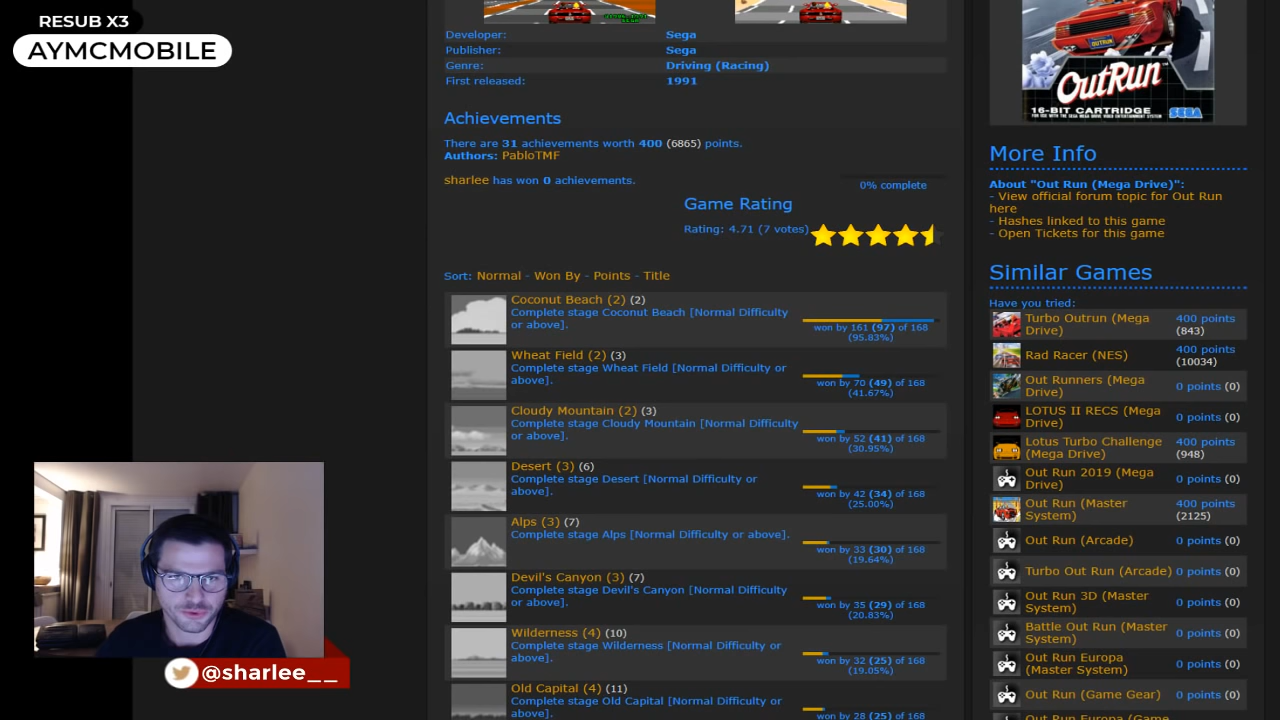 RESUB X3
AYMCMOBILE
Developer: Sega
Publisher: Sega
Genre: Driving (Racing)
First released: 1991
Achievements
There are 31 achievements worth 400 (6865) points.
Authors: PabloTMF
sharlee has won 0 achievements.
0% complete
Game Rating
Rating: 4.71 (7 votes)
Sort: Normal - Won By - Points - Title
Coconut Beach (2) (2)
Complete stage Coconut Beach [Normal Difficulty
or above].
won by 161 (97) of 168
(95.83%)
Wheat Field (2) (3)
Complete stage Wheat Field [Normal Difficulty or
above].
won by 70 (49) of 168
(41.67%)
Cloudy Mountain (2) (3)
Complete stage Cloudy Mountain [Normal Difficulty
or above].
won by 52 (41) of 168
(30.95%)
Desert (3) (6)
Complete stage Desert [Normal Difficulty or
above].
won by 42 (34) of 168
(25.00%)
Alps (3) (7)
Complete stage Alps [Normal Difficulty or above].
won by 33 (30) of 168
(19.64%)
Devil's Canyon (3) (7)
Complete stage Devil's Canyon [Normal Difficulty
or above].
won by 35 (29) of 168
(20.83%)
Wilderness (4) (10)
Complete stage Wilderness [Normal Difficulty or
above].
won by 32 (25) of 168
(19.05%)
Old Capital (4) (11)
Complete stage Old Capital [Normal Difficulty or
above].
won by 28 (25) of 168
OUTRUN
OutRun
16-BIT CARTRIDGE
SEGA
More Info
About "Out Run (Mega Drive)":
- View official forum topic for Out Run
here
- Hashes linked to this game
- Open Tickets for this game
Similar Games
Have you tried:
Turbo Outrun (Mega
Drive)
400 points
(843)
Rad Racer (NES)
400 points
(10034)
Out Runners (Mega
Drive)
0 points (0)
LOTUS II RECS (Mega
Drive)
0 points (0)
Lotus Turbo Challenge
(Mega Drive)
400 points
(948)
Out Run 2019 (Mega
Drive)
0 points (0)
Out Run (Master
System)
400 points
(2125)
Out Run (Arcade)
0 points (0)
Turbo Out Run (Arcade)
0 points (0)
Out Run 3D (Master
System)
0 points (0)
Battle Out Run (Master
System)
0 points (0)
Out Run Europa
(Master System)
0 points (0)
Out Run (Game Gear)
0 points (0)
Out Run Europa (Game
@sharlee__